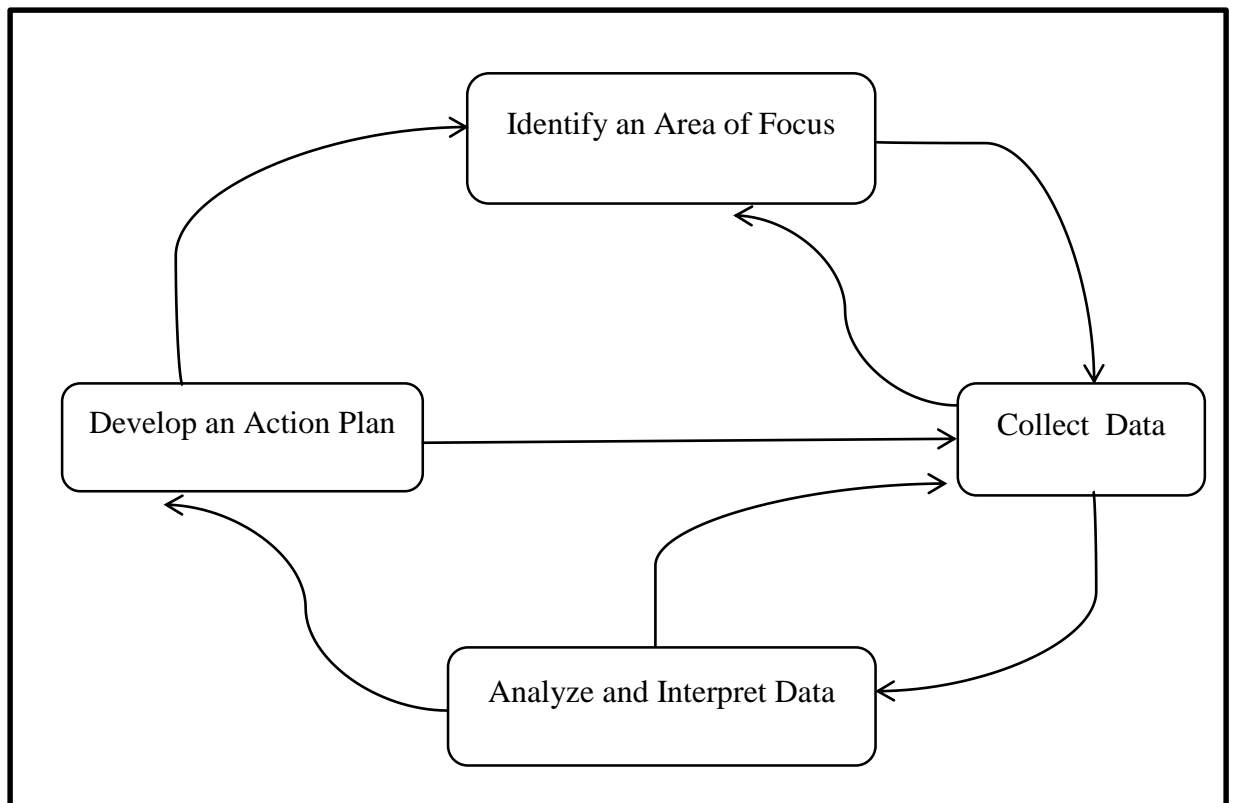 Identify an Area of Focus
Develop an Action Plan
Collect  Data
Analyze and Interpret Data